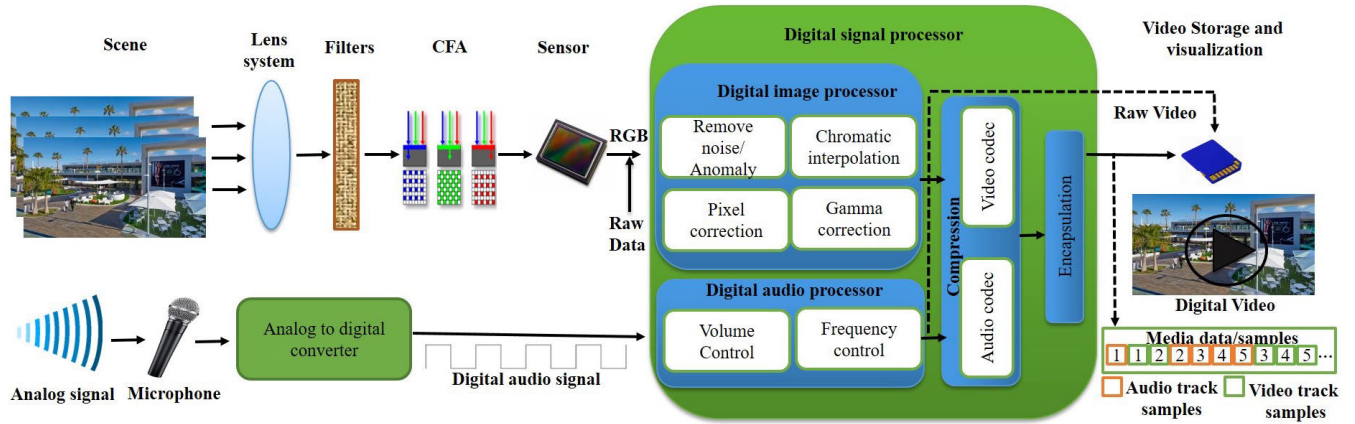 Scene
Lens
system
Filters
CFA
Sensor
Digital signal processor
Video Storage and
visualization
Digital image processor
Remove
noise/
Anomaly
Chromatic
interpolation
Pixel
correction
Gamma
correction
RGB
Raw
Data
Compression
Video codec
Audio codec
Encapsulation
Raw Video
Digital Video
Digital audio processor
Volume
Control
Frequency
control
Analog to digital
converter
Digital audio signal
Analog signal
Microphone
Media data/samples
1 1 2 2 3 4 5 3 4 5 ...
Audio track
samples
Video track
samples